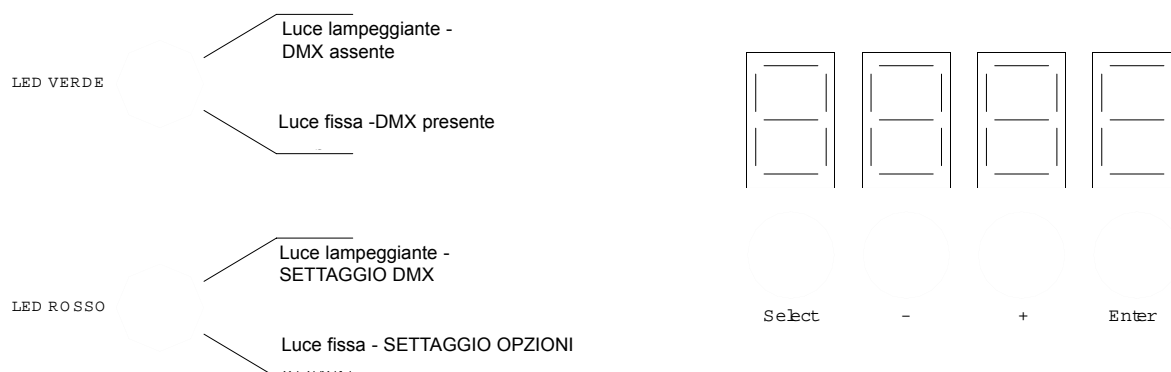 Luce lampeggiante -
DMX assente
LED VERDE
Luce fissa -DMX presente
Luce lampeggiante -
SETTAGGIO DMX
LED ROSSO
Luce fissa - SETTAGGIO OPZIONI
Select - + Enter